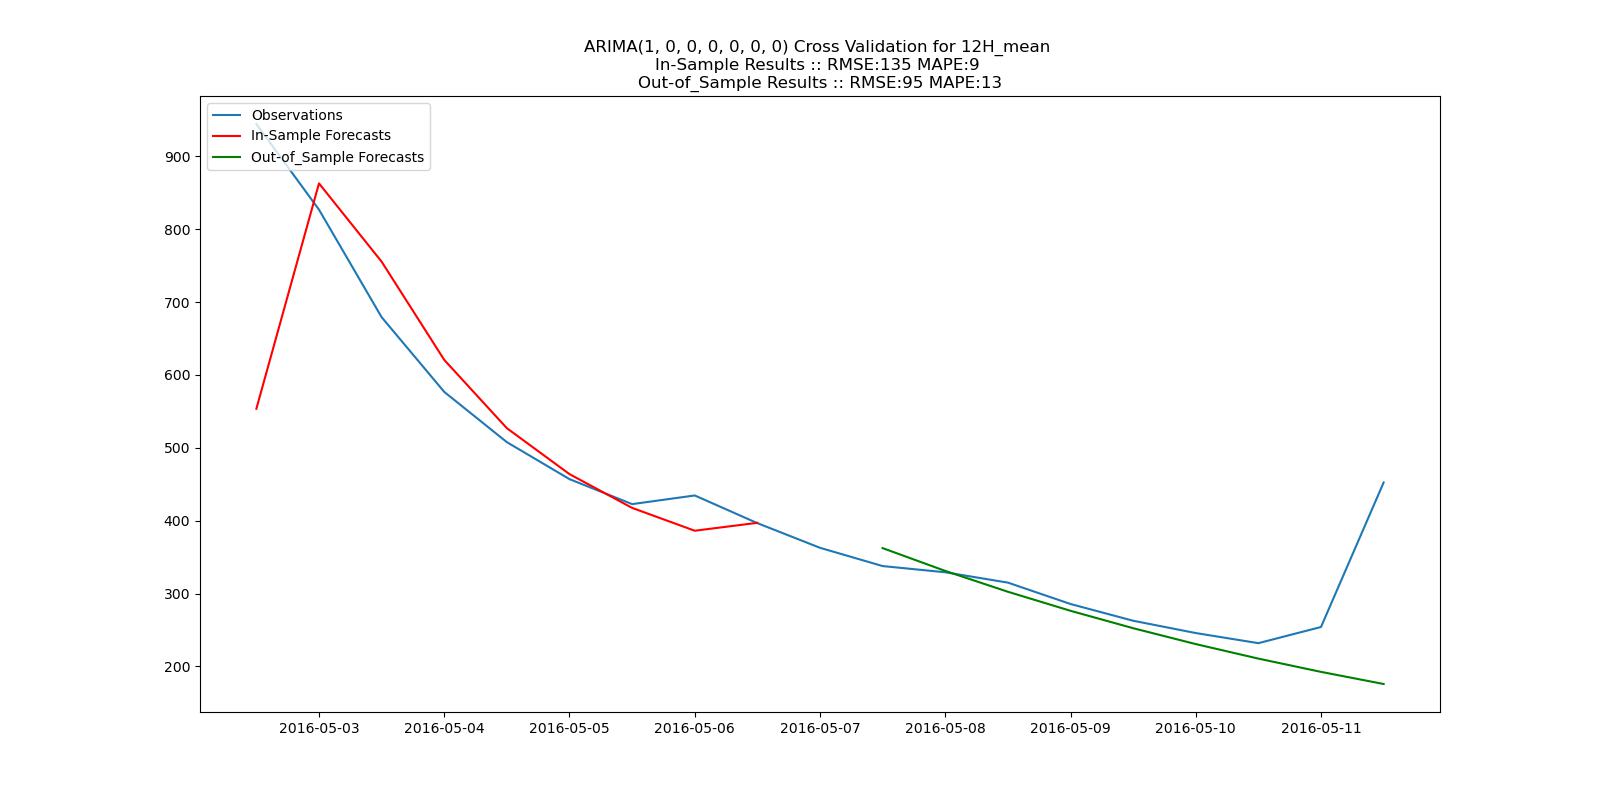 ARIMA(1, 0, 0, 0, 0, 0, 0) Cross Validation for 12H_mean
In-Sample Results :: RMSE:135 MAPE:9
Out-of_Sample Results :: RMSE:95 MAPE:13
Observations
In-Sample Forecasts
Out-of_Sample Forecasts
900
800
700
600
500
400
300
200
2016-05-03 2016-05-04 2016-05-05 2016-05-06 2016-05-07 2016-05-08 2016-05-09 2016-05-10 2016-05-11